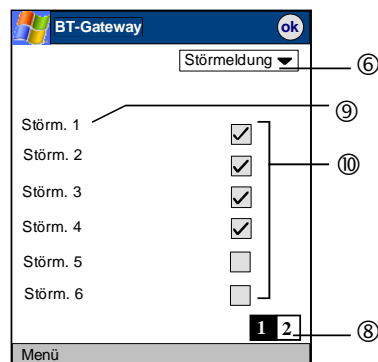 BT-Gateway ok
Störmeldung ⑥
⑨
Störm. 1
Störm. 2
Störm. 3 ⑩
Störm. 4
Störm. 5
Störm. 6
1 2 ⑧
Menü